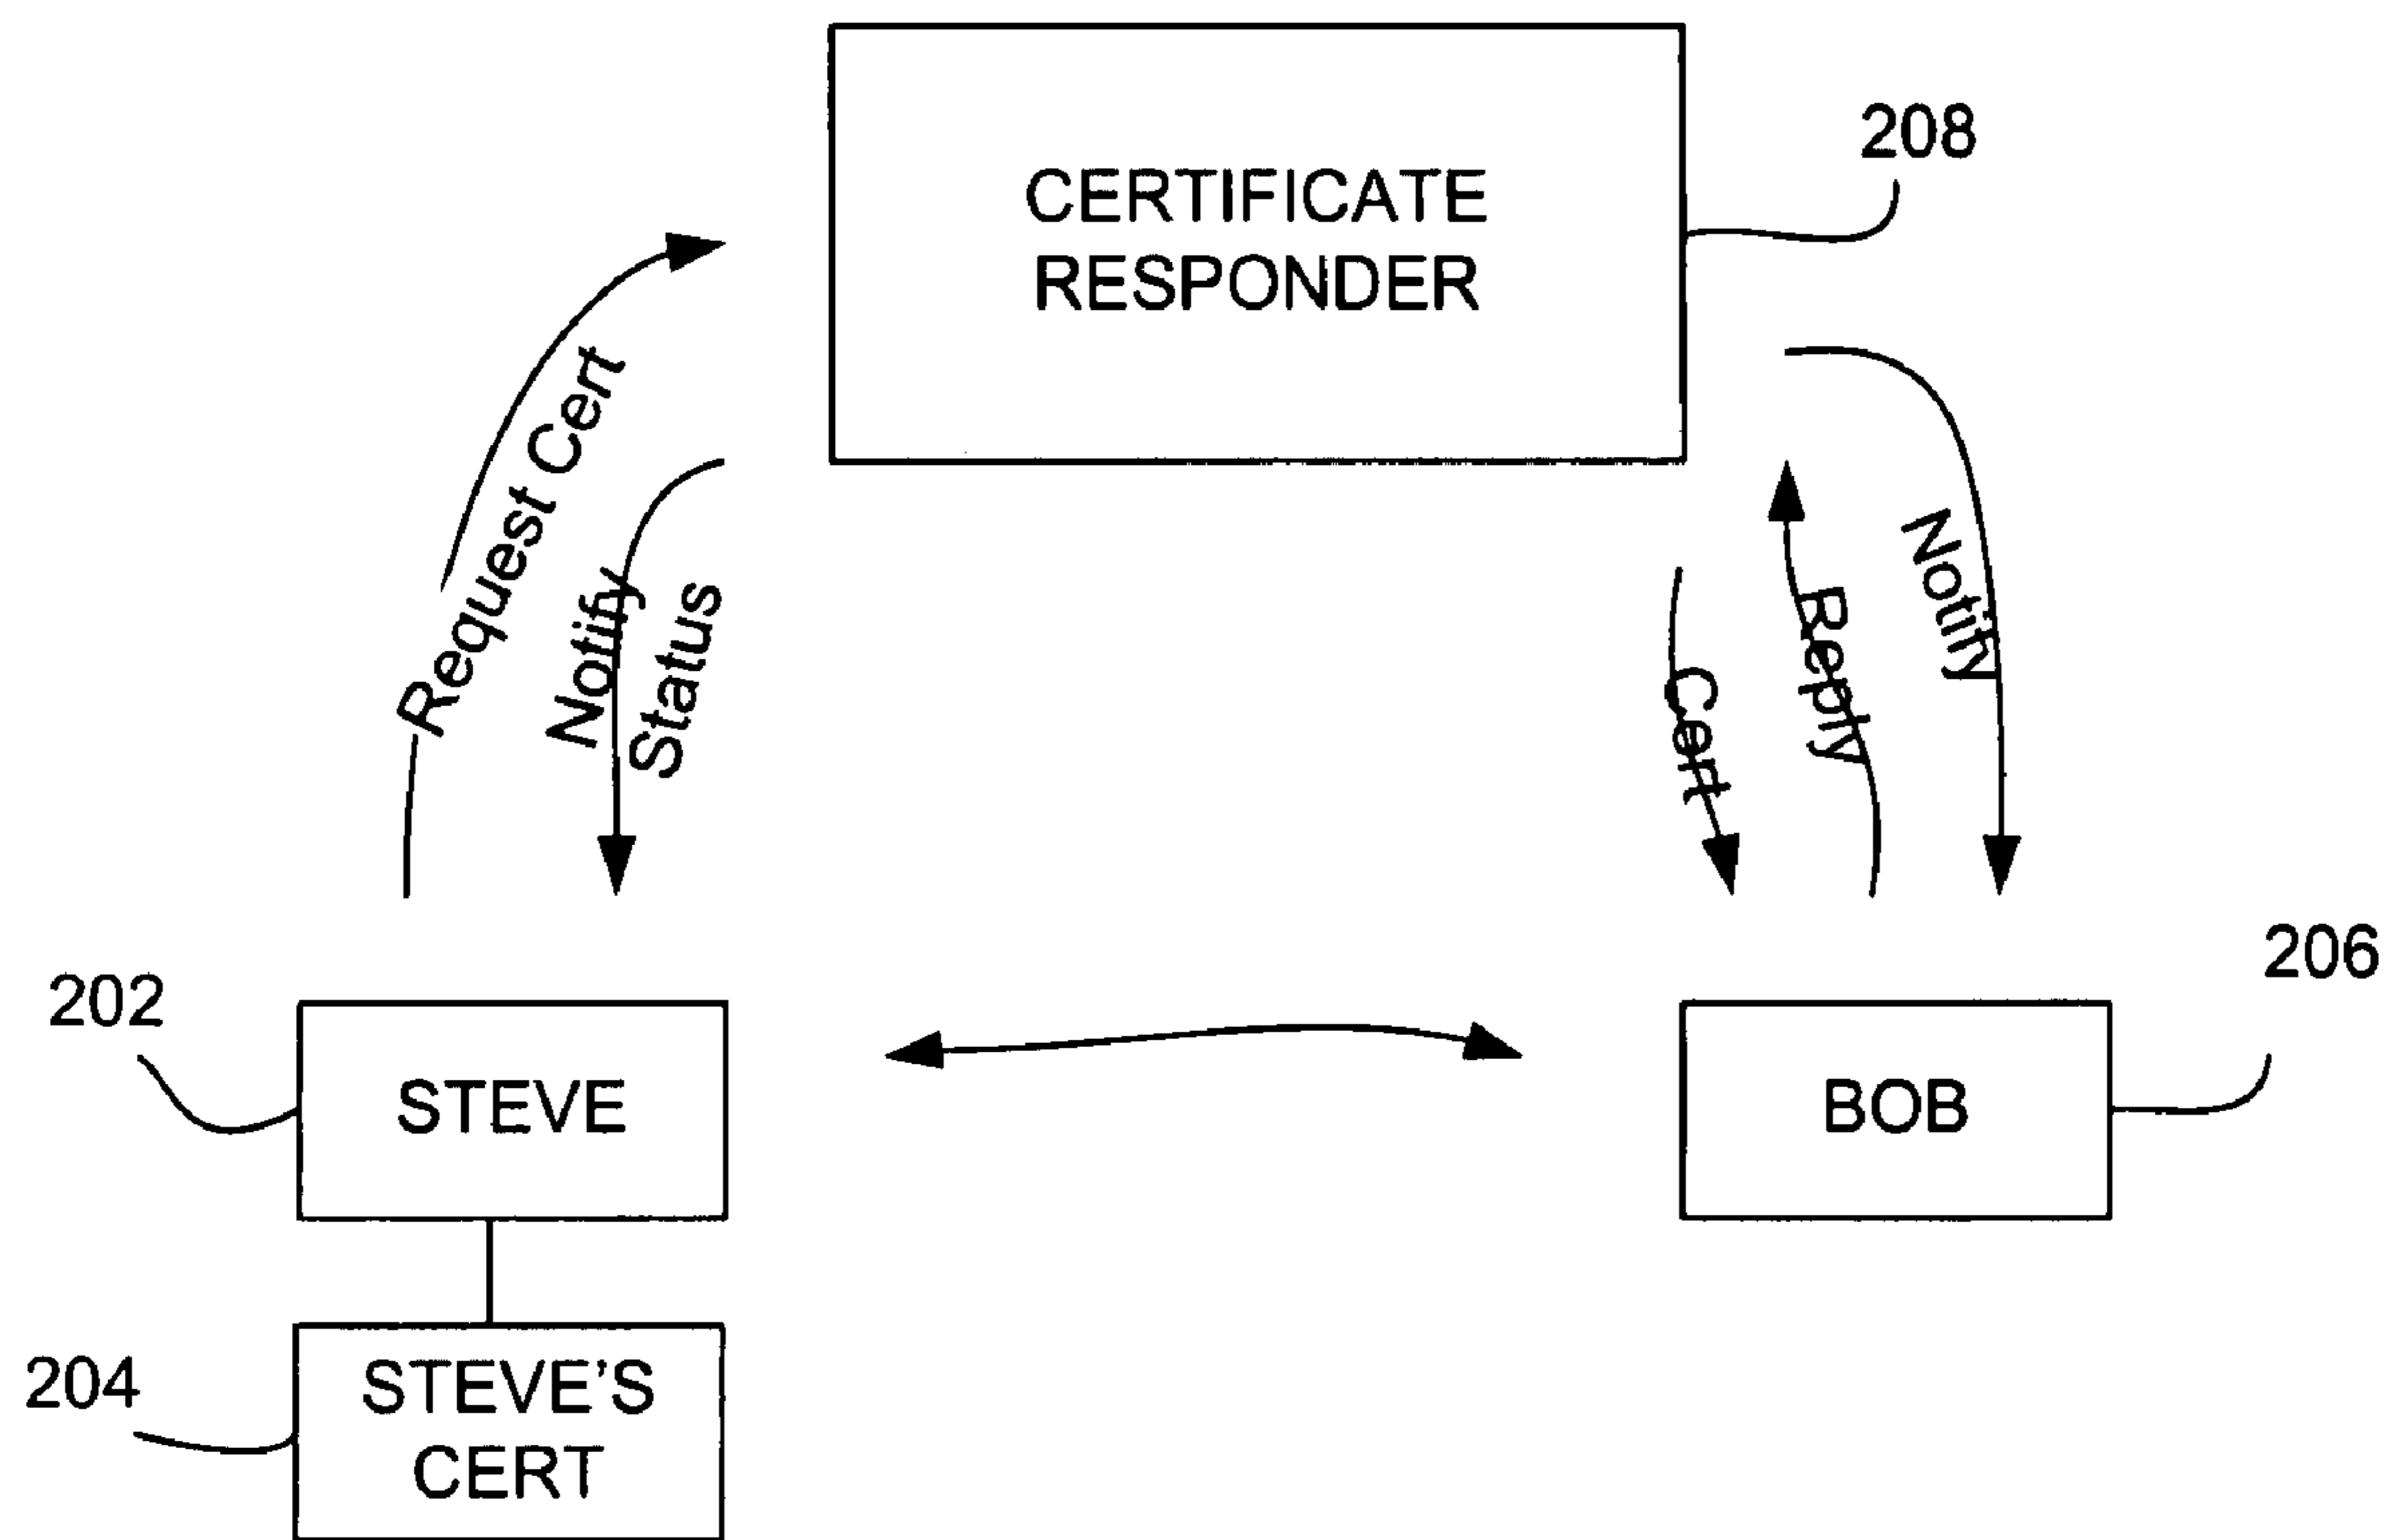 CERTIFICATE
RESPONDER
208
Request Cert
Notify
Status
Cert
Reply
Notify
202
STEVE
BOB
206
204
STEVE'S
CERT